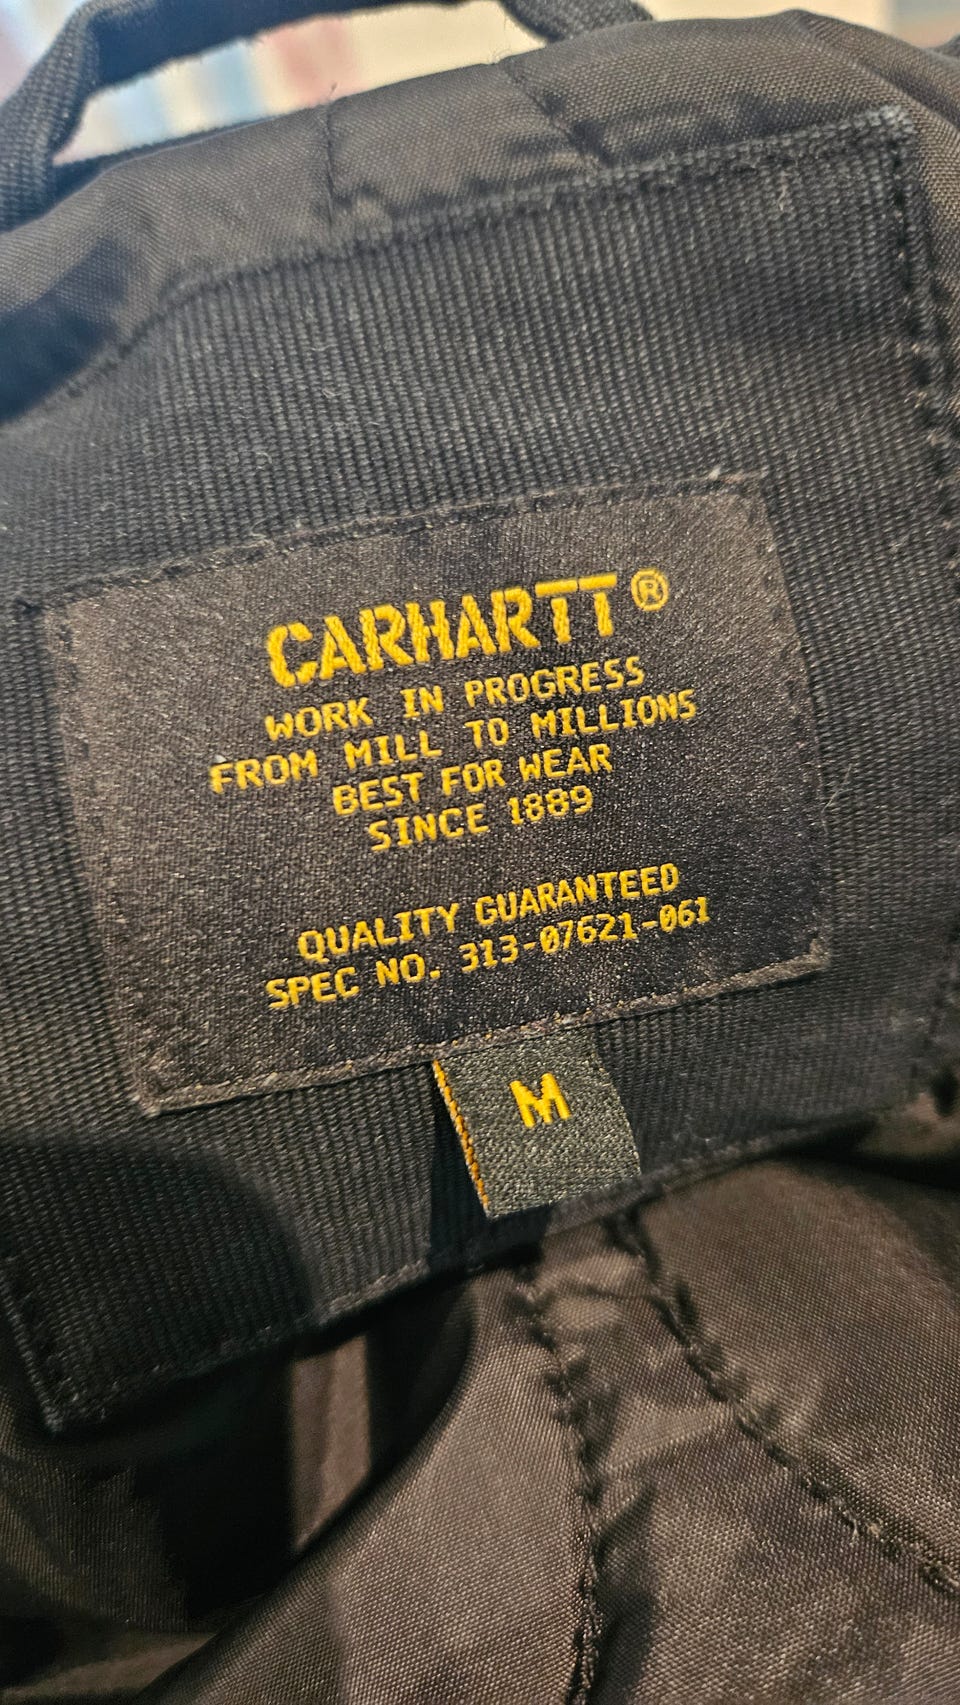 CARHARTT®
WORK IN PROGRESS
FROM MILL TO MILLIONS
BEST FOR WEAR
SINCE 1889
QUALITY GUARANTEED
SPEC NO. 313-07621-061
M